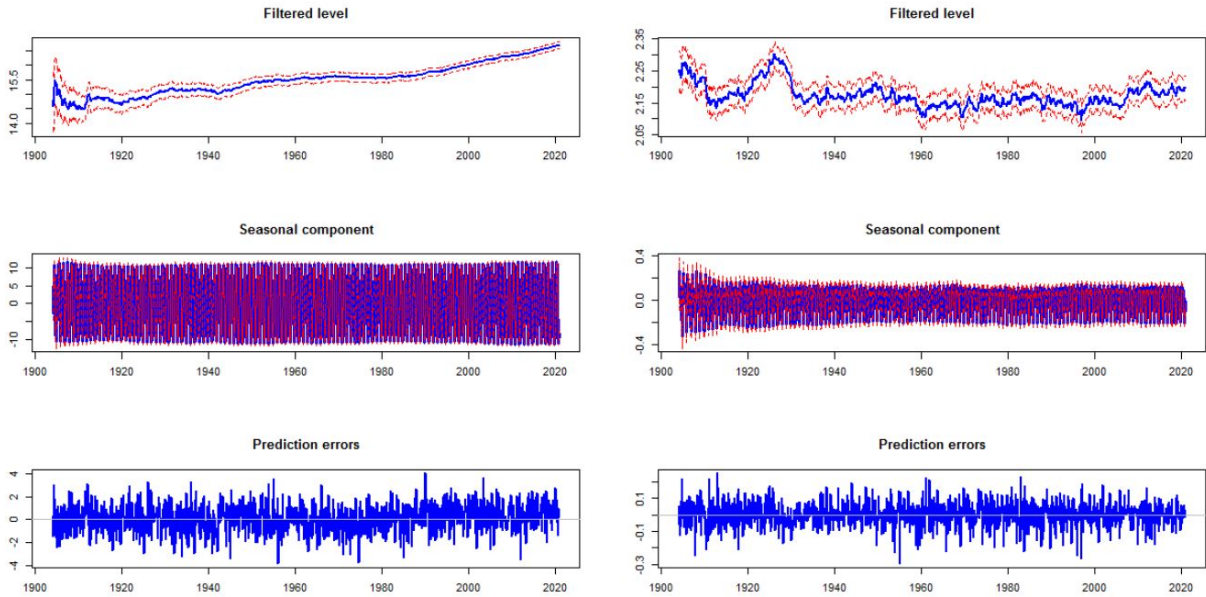 Filtered level
14.0 15.5
1900 1920 1940 1960 1980 2000 2020
Seasonal component
-10 0 5 10
1900 1920 1940 1960 1980 2000 2020
Prediction errors
-4 -2 0 2 4
1900 1920 1940 1960 1980 2000 2020
Filtered level
2.05 2.15 2.25 2.35
1900 1920 1940 1960 1980 2000 2020
Seasonal component
-0.4 0.0 0.4
1900 1920 1940 1960 1980 2000 2020
Prediction errors
-0.3 -0.1 0.1
1900 1920 1940 1960 1980 2000 2020